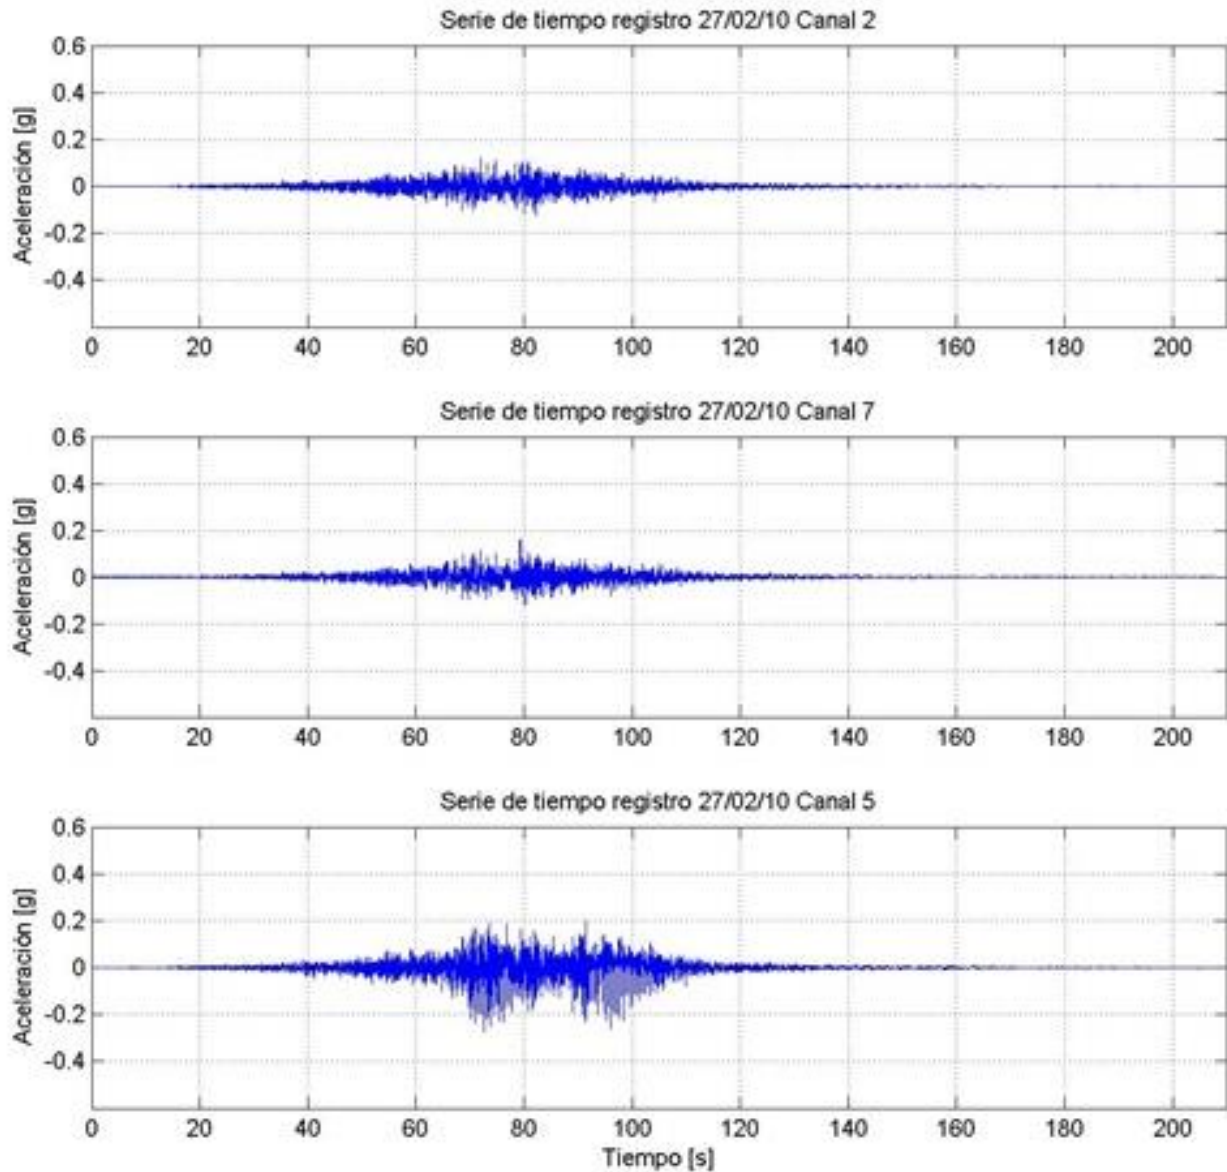 Serie de tiempo registro 27/02/10 Canal 2
Aceleración [g]
0.6
0.4
0.2
0
-0.2
-0.4
0 20 40 60 80 100 120 140 160 180 200
Serie de tiempo registro 27/02/10 Canal 7
Aceleración [g]
0.6
0.4
0.2
0
-0.2
-0.4
0 20 40 60 80 100 120 140 160 180 200
Serie de tiempo registro 27/02/10 Canal 5
Aceleración [g]
0.6
0.4
0.2
0
-0.2
-0.4
0 20 40 60 80 100 120 140 160 180 200
Tiempo [s]